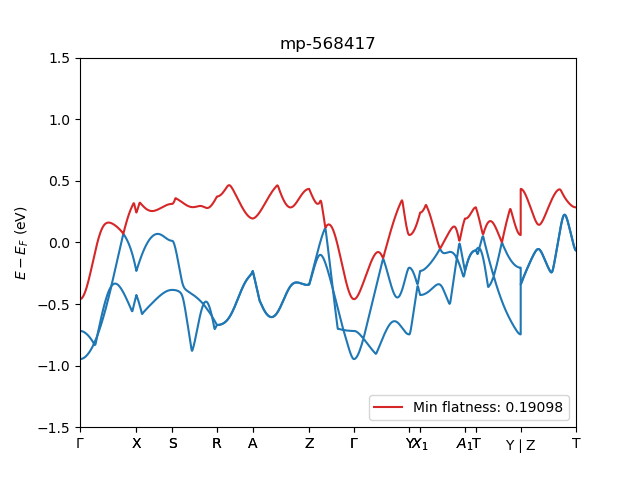 mp-568417
E − E_F (eV)
1.5
1.0
0.5
0.0
−0.5
−1.0
−1.5
Min flatness: 0.19098
Γ X S R A Z Γ Y X₁ A₁ T Y | Z T